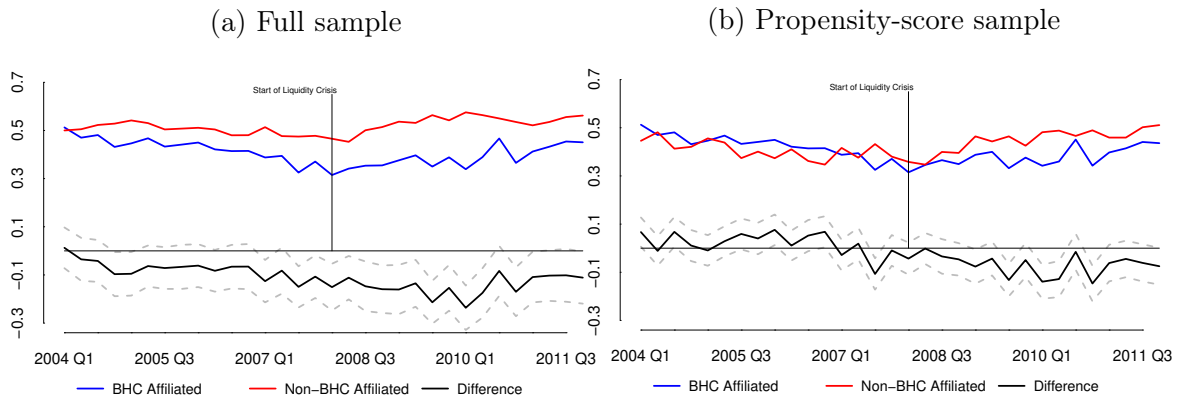 (a) Full sample
0.7
0.5
0.3
0.1
−0.1
−0.3
Start of Liquidity Crisis
2004 Q1 2005 Q3 2007 Q1 2008 Q3 2010 Q1 2011 Q3
BHC Affiliated Non−BHC Affiliated Difference
(b) Propensity-score sample
0.7
0.5
0.3
0.1
−0.1
−0.3
Start of Liquidity Crisis
2004 Q1 2005 Q3 2007 Q1 2008 Q3 2010 Q1 2011 Q3
BHC Affiliated Non−BHC Affiliated Difference